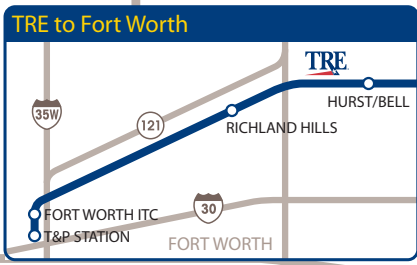 TRE to Fort Worth
TRE
HURST/BELL
35W
121
RICHLAND HILLS
30
FORT WORTH ITC
T&P STATION
FORT WORTH